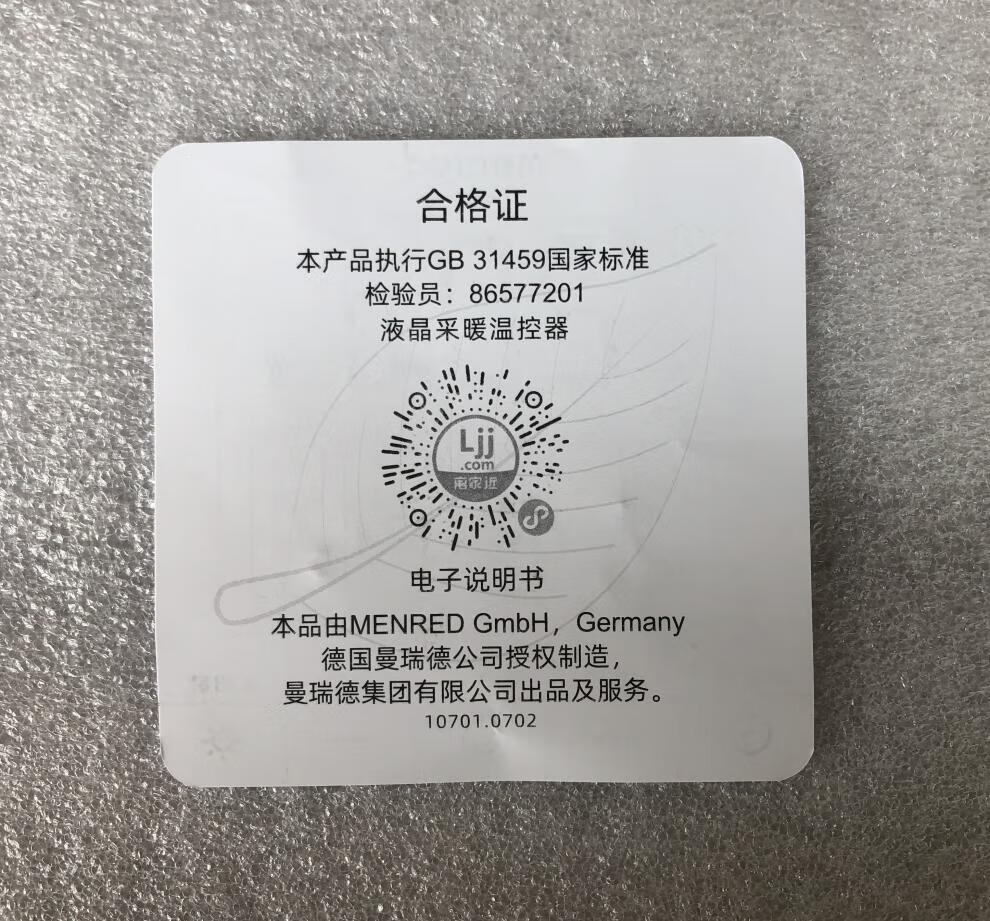 合格证
本产品执行GB 31459国家标准
检验员：86577201
液晶采暖温控器
Ljj
.com
电子说明书
本品由MENRED GmbH，Germany
德国曼瑞德公司授权制造，
曼瑞德集团有限公司出品及服务。
10701.0702